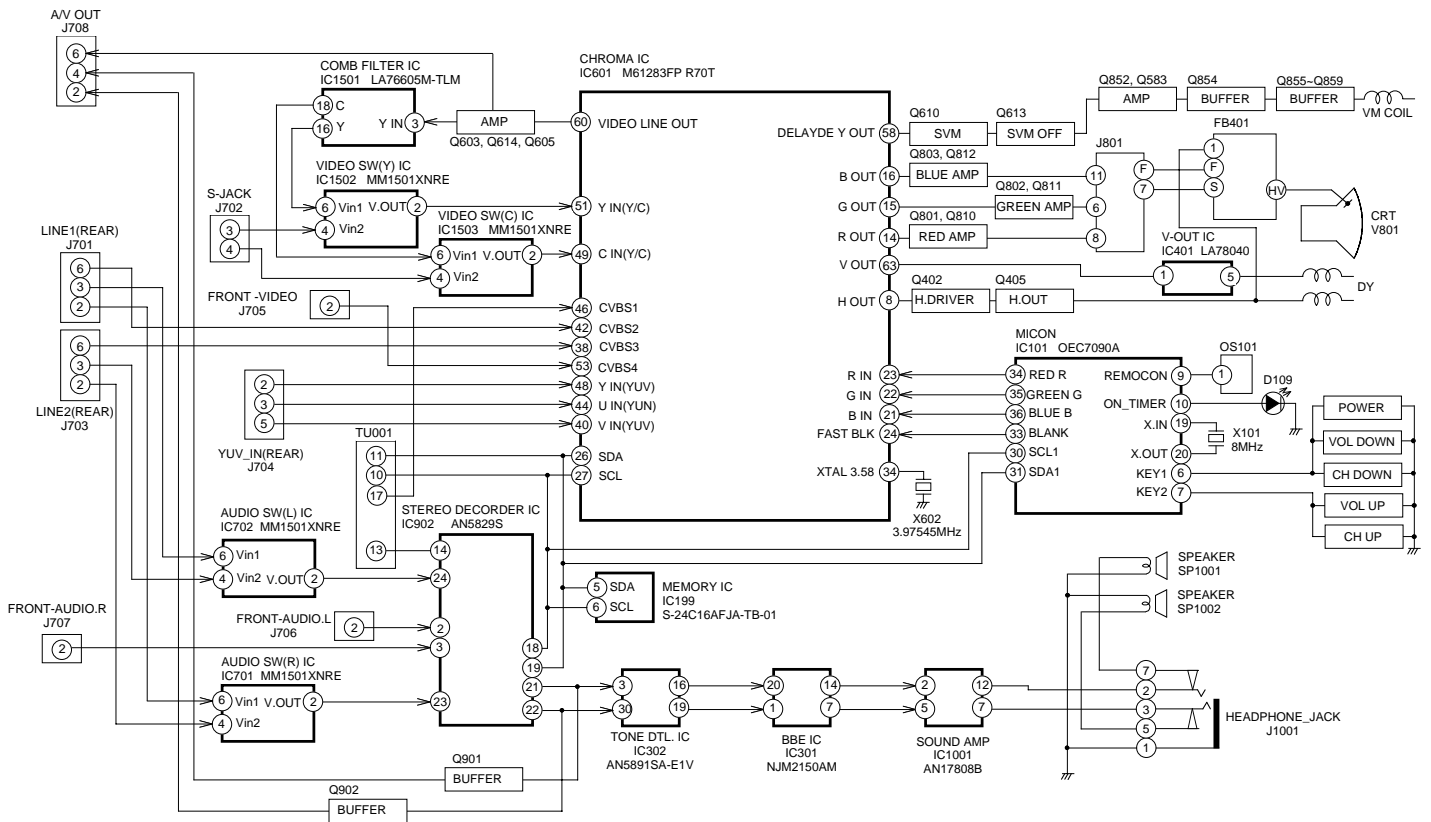 A/V OUT
J708
6
4
2
COMB FILTER IC
IC1501 LA76605M-TLM
18 C
16 Y
Y IN 3
AMP
Q603, Q614, Q605
CHROMA IC
IC601 M61283FP R70T
60 VIDEO LINE OUT
DELAYDE Y OUT 58
Q610
SVM
Q613
SVM OFF
Q852, Q583
AMP
Q854
BUFFER
Q855~Q859
BUFFER
VM COIL
FB401
1
F
S
HV
CRT
V801
J801
F
7
11
6
8
B OUT 16
Q803, Q812
BLUE AMP
G OUT 15
Q802, Q811
GREEN AMP
R OUT 14
Q801, Q810
RED AMP
V OUT 63
V-OUT IC
IC401 LA78040
1
5
DY
H OUT 8
Q402
H.DRIVER
Q405
H.OUT
VIDEO SW(Y) IC
IC1502 MM1501XNRE
6 Vin1 V.OUT 2
4 Vin2
51 Y IN(Y/C)
S-JACK
J702
3
4
VIDEO SW(C) IC
IC1503 MM1501XNRE
6 Vin1 V.OUT 2
4 Vin2
49 C IN(Y/C)
LINE1(REAR)
J701
6
3
2
FRONT -VIDEO
J705
2
46 CVBS1
42 CVBS2
38 CVBS3
53 CVBS4
48 Y IN(YUV)
44 U IN(YUN)
40 V IN(YUV)
26 SDA
27 SCL
6
3
2
LINE2(REAR)
J703
2
3
5
YUV_IN(REAR)
J704
TU001
11
10
17
13
R IN 23
G IN 22
B IN 21
FAST BLK 24
XTAL 3.58 34
X602
3.97545MHz
MICON
IC101 OEC7090A
34 RED R
35 GREEN G
36 BLUE B
33 BLANK
30 SCL1
31 SDA1
REMOCON 9
ON_TIMER 10
X.IN 19
X.OUT 20
KEY1 6
KEY2 7
OS101
1
D109
X101
8MHz
POWER
VOL DOWN
CH DOWN
VOL UP
CH UP
AUDIO SW(L) IC
IC702 MM1501XNRE
6 Vin1
4 Vin2 V.OUT 2
STEREO DECORDER IC
IC902 AN5829S
14
24
2
3
23
18
19
21
22
5 SDA
6 SCL
MEMORY IC
IC199
S-24C16AFJA-TB-01
FRONT-AUDIO.R
J707
2
FRONT-AUDIO.L
J706
2
AUDIO SW(R) IC
IC701 MM1501XNRE
6 Vin1 V.OUT 2
4 Vin2
3
30
16
19
TONE DTL. IC
IC302
AN5891SA-E1V
20
1
14
7
BBE IC
IC301
NJM2150AM
2
5
12
7
SOUND AMP
IC1001
AN17808B
SPEAKER
SP1001
SPEAKER
SP1002
7
2
3
5
1
HEADPHONE_JACK
J1001
Q901
BUFFER
Q902
BUFFER